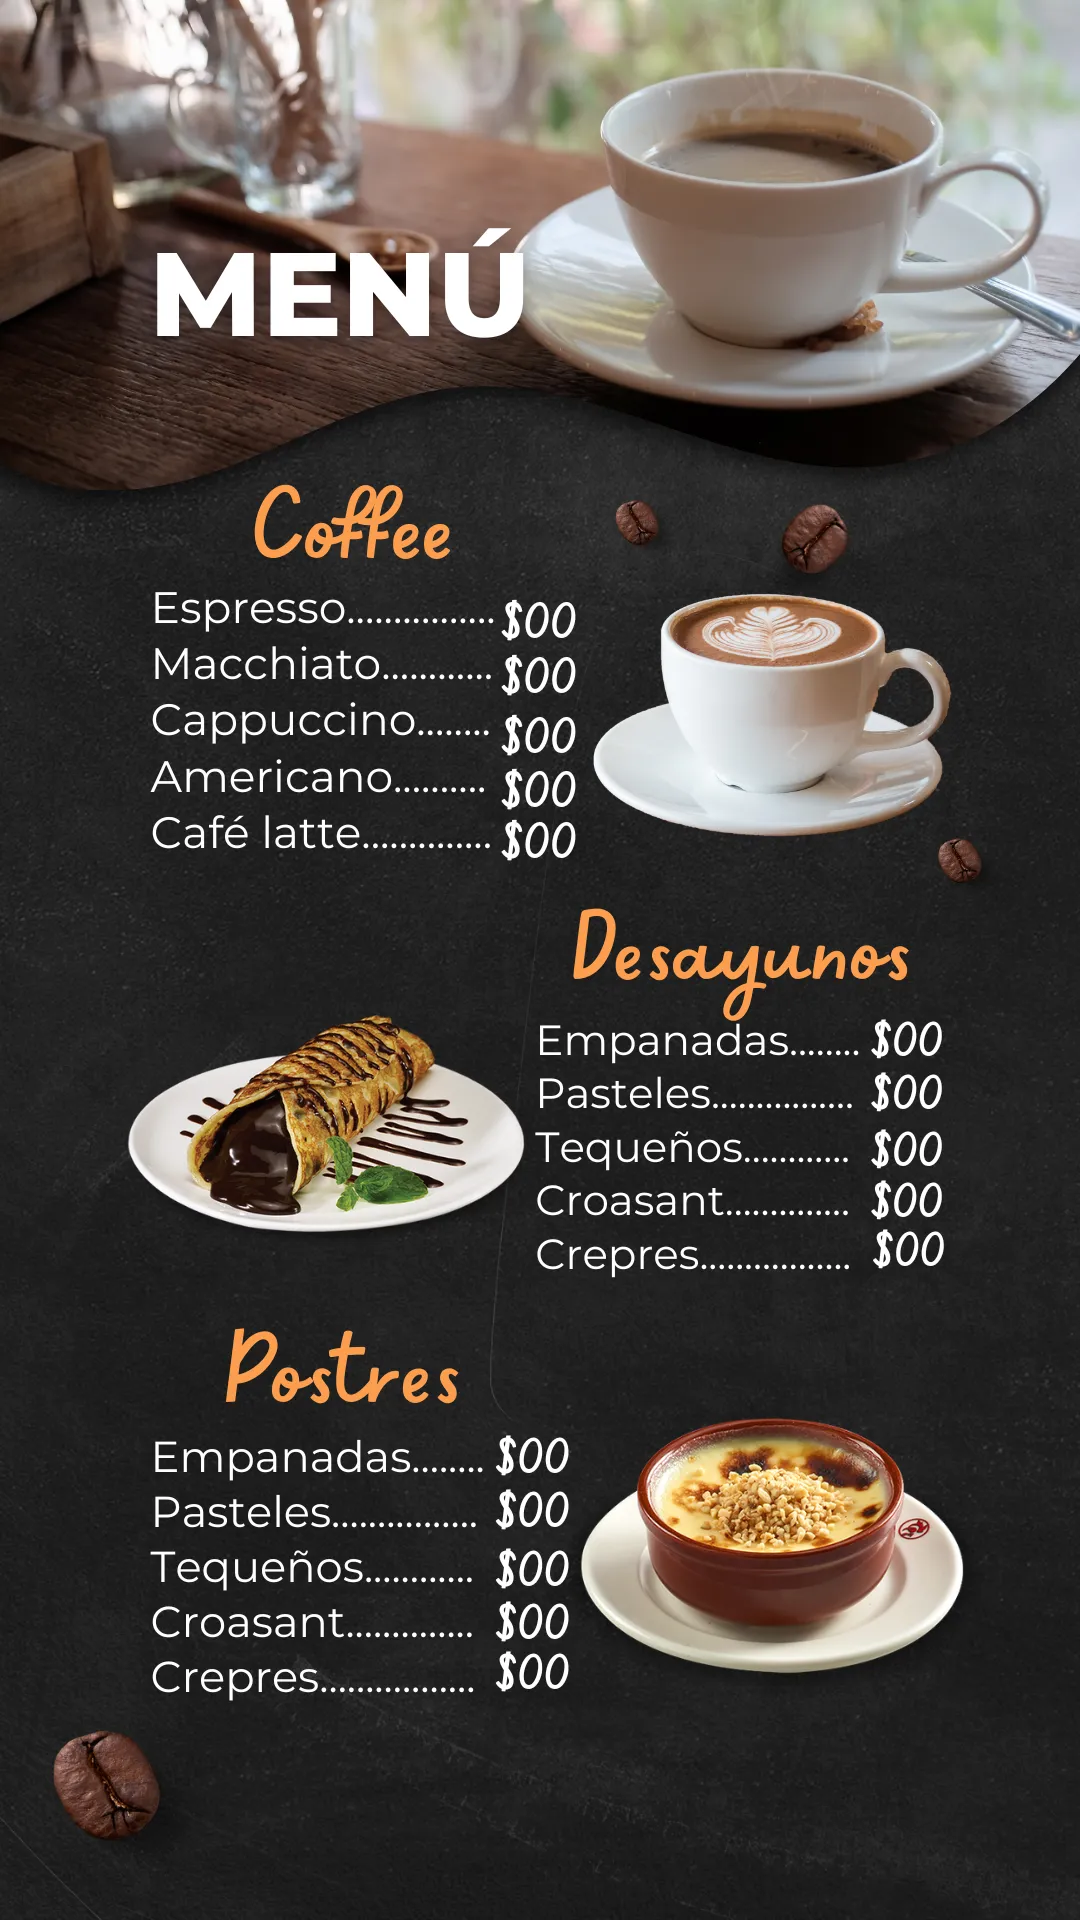 MENÚ
Coffee
Espresso................ $00
Macchiato............ $00
Cappuccino........ $00
Americano.......... $00
Café latte.............. $00
Desayunos
Empanadas........ $00
Pasteles................ $00
Tequeños............ $00
Croasant.............. $00
Crepres................. $00
Postres
Empanadas........ $00
Pasteles................ $00
Tequeños............ $00
Croasant.............. $00
Crepres................. $00